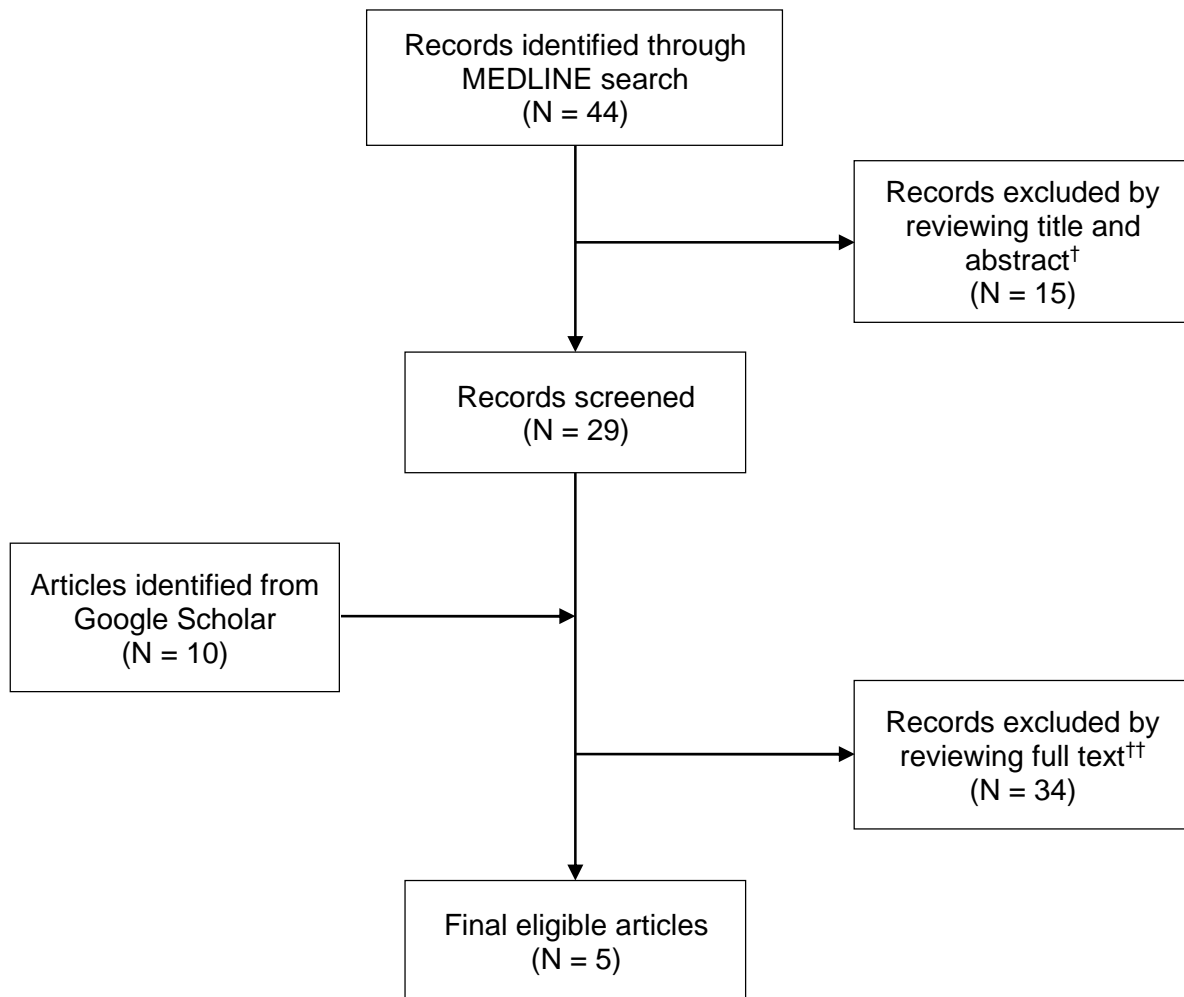 Records identified through
MEDLINE search
(N = 44)
Records excluded by
reviewing title and
abstract†
(N = 15)
Records screened
(N = 29)
Articles identified from
Google Scholar
(N = 10)
Records excluded by
reviewing full text††
(N = 34)
Final eligible articles
(N = 5)